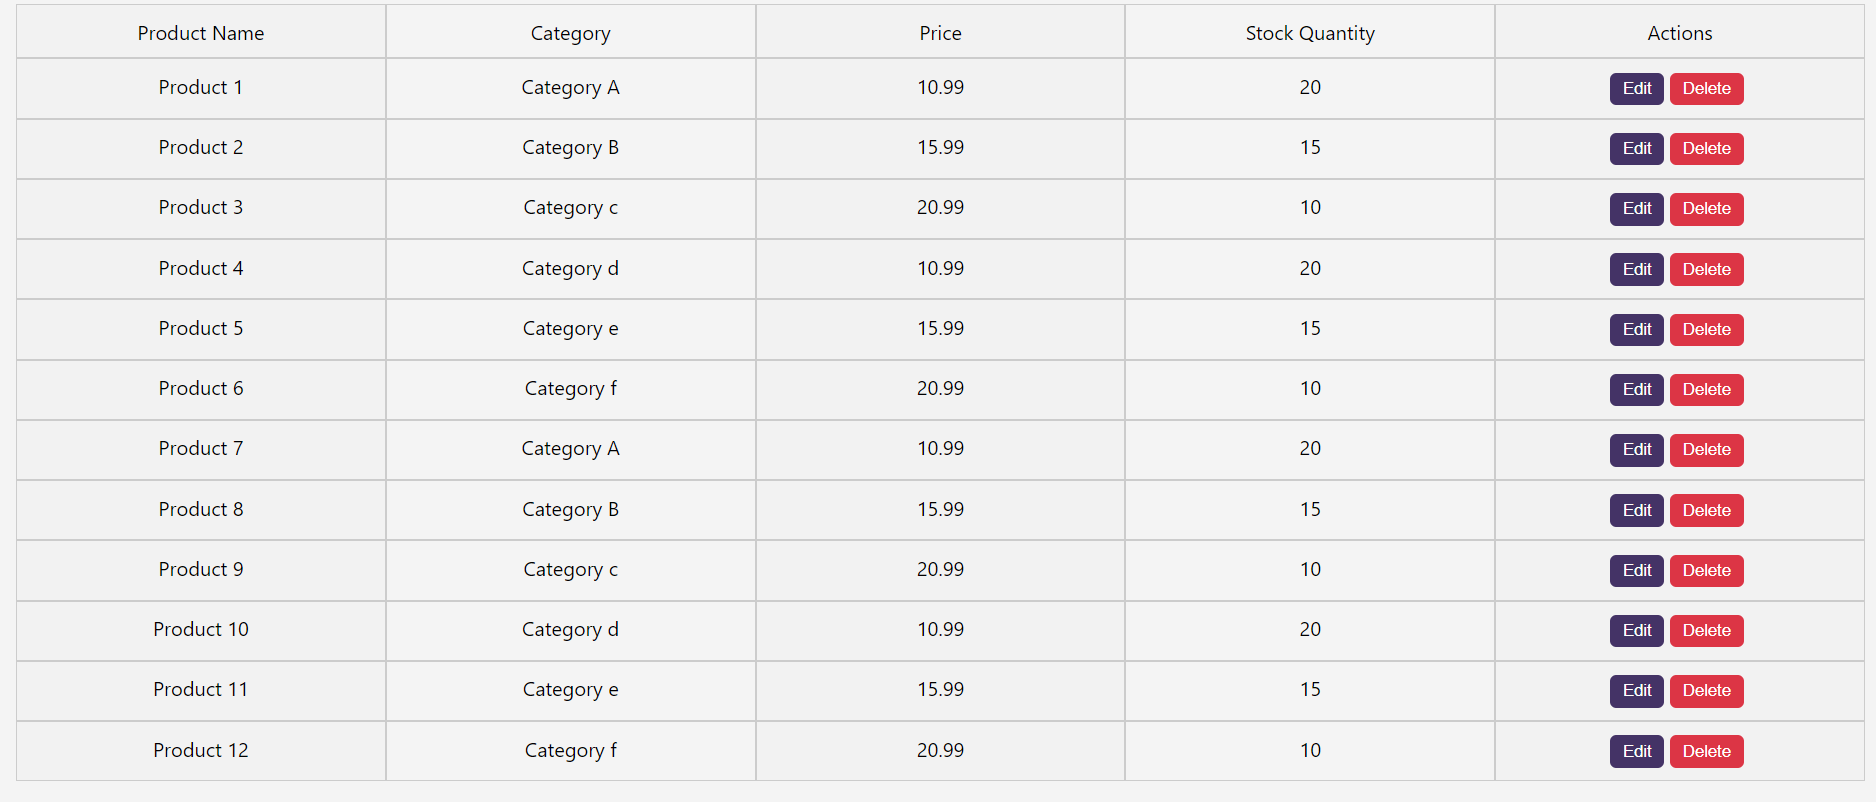 Product Name Category Price Stock Quantity Actions
Product 1 Category A 10.99 20 Edit Delete
Product 2 Category B 15.99 15 Edit Delete
Product 3 Category c 20.99 10 Edit Delete
Product 4 Category d 10.99 20 Edit Delete
Product 5 Category e 15.99 15 Edit Delete
Product 6 Category f 20.99 10 Edit Delete
Product 7 Category A 10.99 20 Edit Delete
Product 8 Category B 15.99 15 Edit Delete
Product 9 Category c 20.99 10 Edit Delete
Product 10 Category d 10.99 20 Edit Delete
Product 11 Category e 15.99 15 Edit Delete
Product 12 Category f 20.99 10 Edit Delete